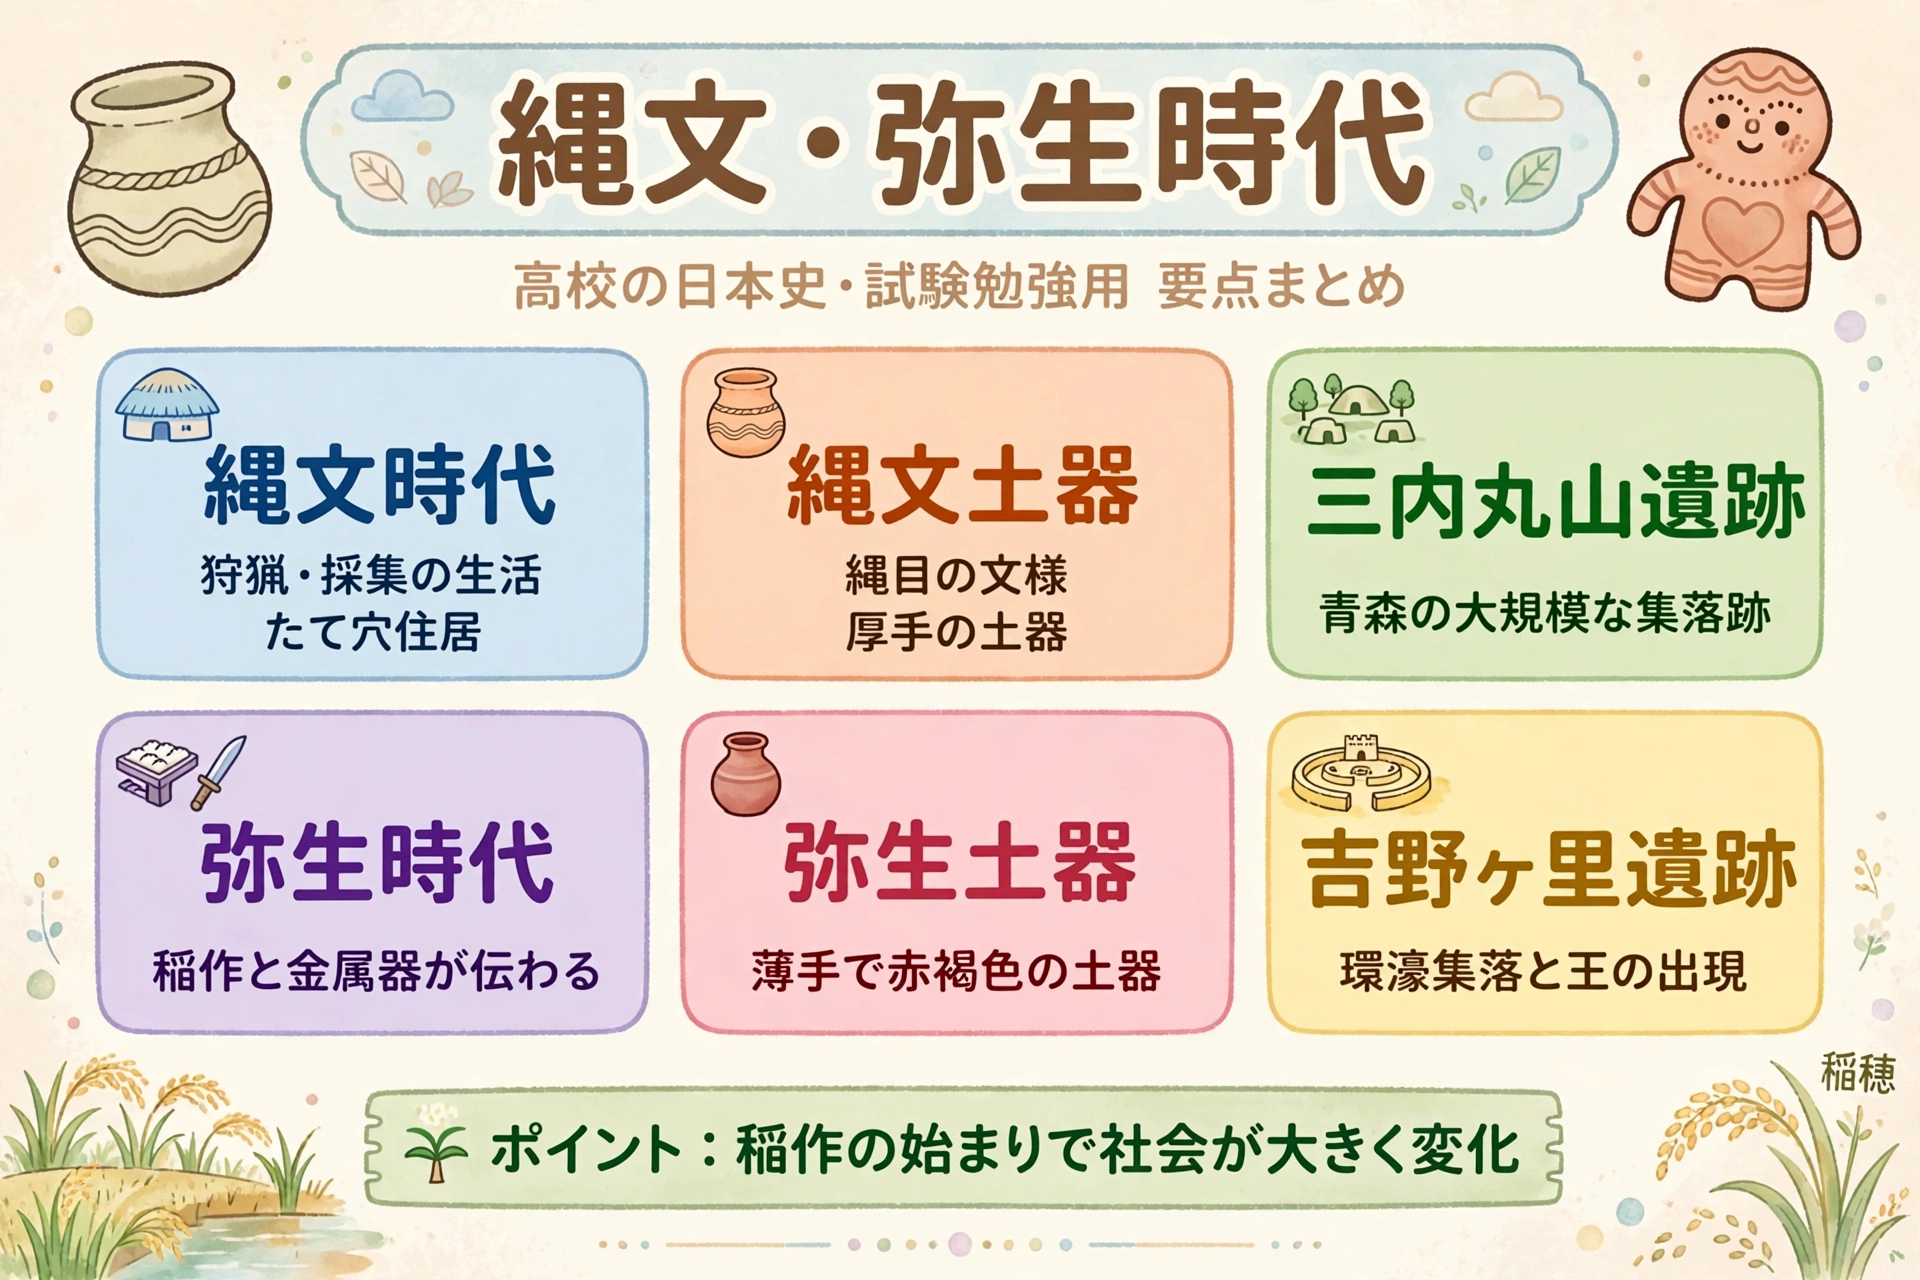 縄文・弥生時代
高校の日本史・試験勉強用 要点まとめ
縄文時代
狩猟・採集の生活
たて穴住居
縄文土器
縄目の文様
厚手の土器
三内丸山遺跡
青森の大規模な集落跡
弥生時代
稲作と金属器が伝わる
弥生土器
薄手で赤褐色の土器
吉野ヶ里遺跡
環濠集落と王の出現
稲穂
ポイント：稲作の始まりで社会が大きく変化